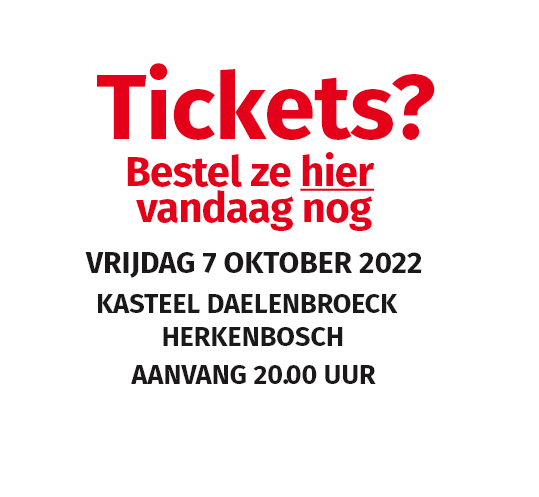 Tickets?
Bestel ze hier
vandaag nog
VRIJDAG 7 OKTOBER 2022
KASTEEL DAELENBROECK
HERKENBOSCH
AANVANG 20.00 UUR